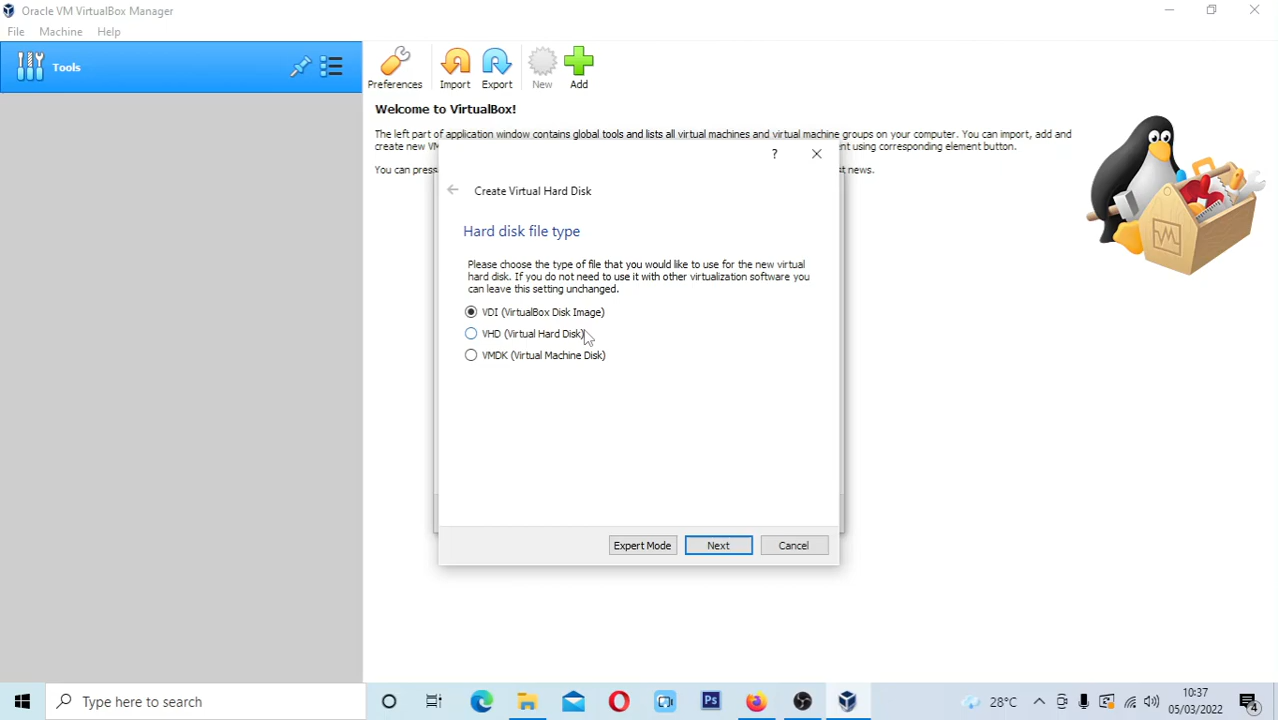 Oracle VM VirtualBox Manager
File Machine Help
Tools
Preferences Import Export New Add
Welcome to VirtualBox!
The left part of application window contains global tools and lists all virtual machines and virtual machine groups on your computer. You can import, add and
create new VM
ent using corresponding element button.
You can press
st news.
?
Create Virtual Hard Disk
Hard disk file type
Please choose the type of file that you would like to use for the new virtual
hard disk. If you do not need to use it with other virtualization software you
can leave this setting unchanged.
VDI (VirtualBox Disk Image)
VHD (Virtual Hard Disk)
VMDK (Virtual Machine Disk)
Expert Mode Next Cancel
Type here to search
Ps
28°C
10:37
05/03/2022
4